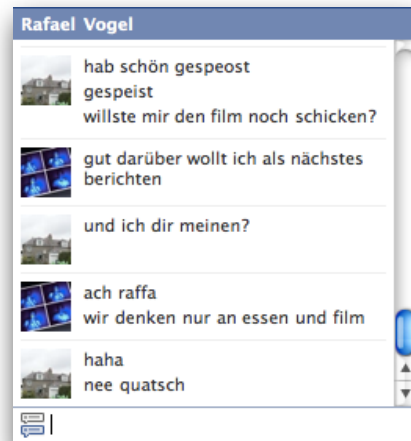 Rafael Vogel
hab schön gespeost
gespeist
willste mir den film noch schicken?
gut darüber wollt ich als nächstes
berichten
und ich dir meinen?
ach raffa
wir denken nur an essen und film
haha
nee quatsch